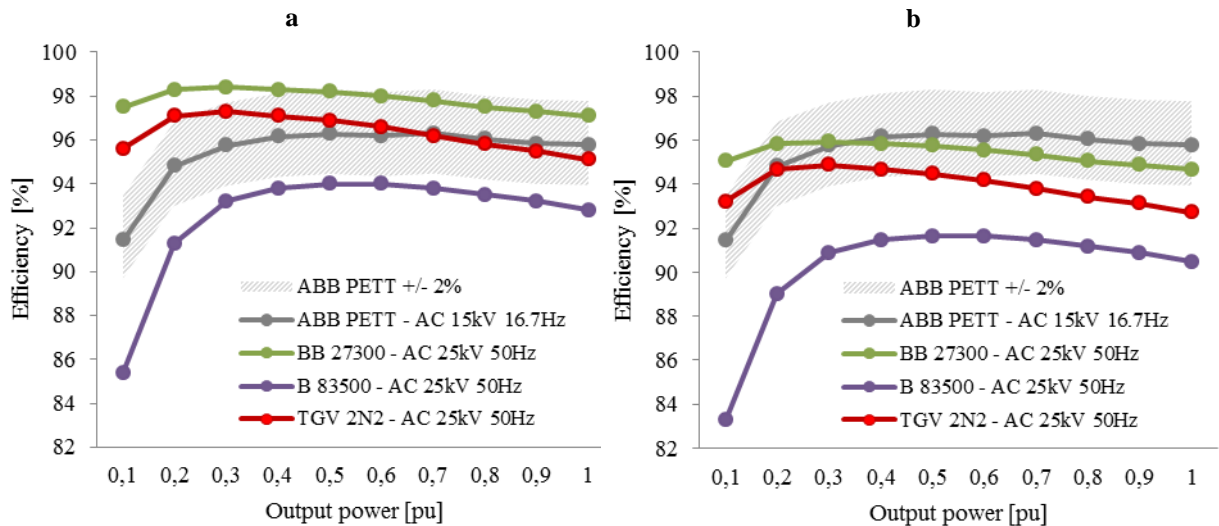 a
100
98
96
94
92
90
88
86
84
82
Efficiency [%]
ABB PETT +/- 2%
ABB PETT - AC 15kV 16.7Hz
BB 27300 - AC 25kV 50Hz
B 83500 - AC 25kV 50Hz
TGV 2N2 - AC 25kV 50Hz
0,1 0,2 0,3 0,4 0,5 0,6 0,7 0,8 0,9 1
Output power [pu]
b
100
98
96
94
92
90
88
86
84
82
Efficiency [%]
ABB PETT +/- 2%
ABB PETT - AC 15kV 16.7Hz
BB 27300 - AC 25kV 50Hz
B 83500 - AC 25kV 50Hz
TGV 2N2 - AC 25kV 50Hz
0,1 0,2 0,3 0,4 0,5 0,6 0,7 0,8 0,9 1
Output power [pu]